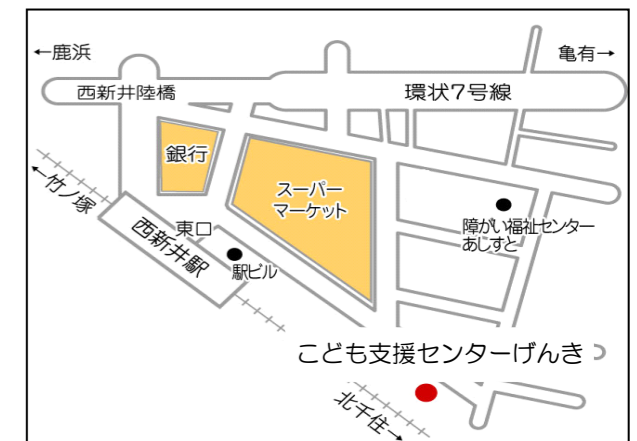 ←鹿浜
亀有→
西新井陸橋
環状7号線
銀行
スーパー
マーケット
←竹ノ塚
西新井駅
東口
駅ビル
障がい福祉センター
あしすと
こども支援センターげんき
北千住→